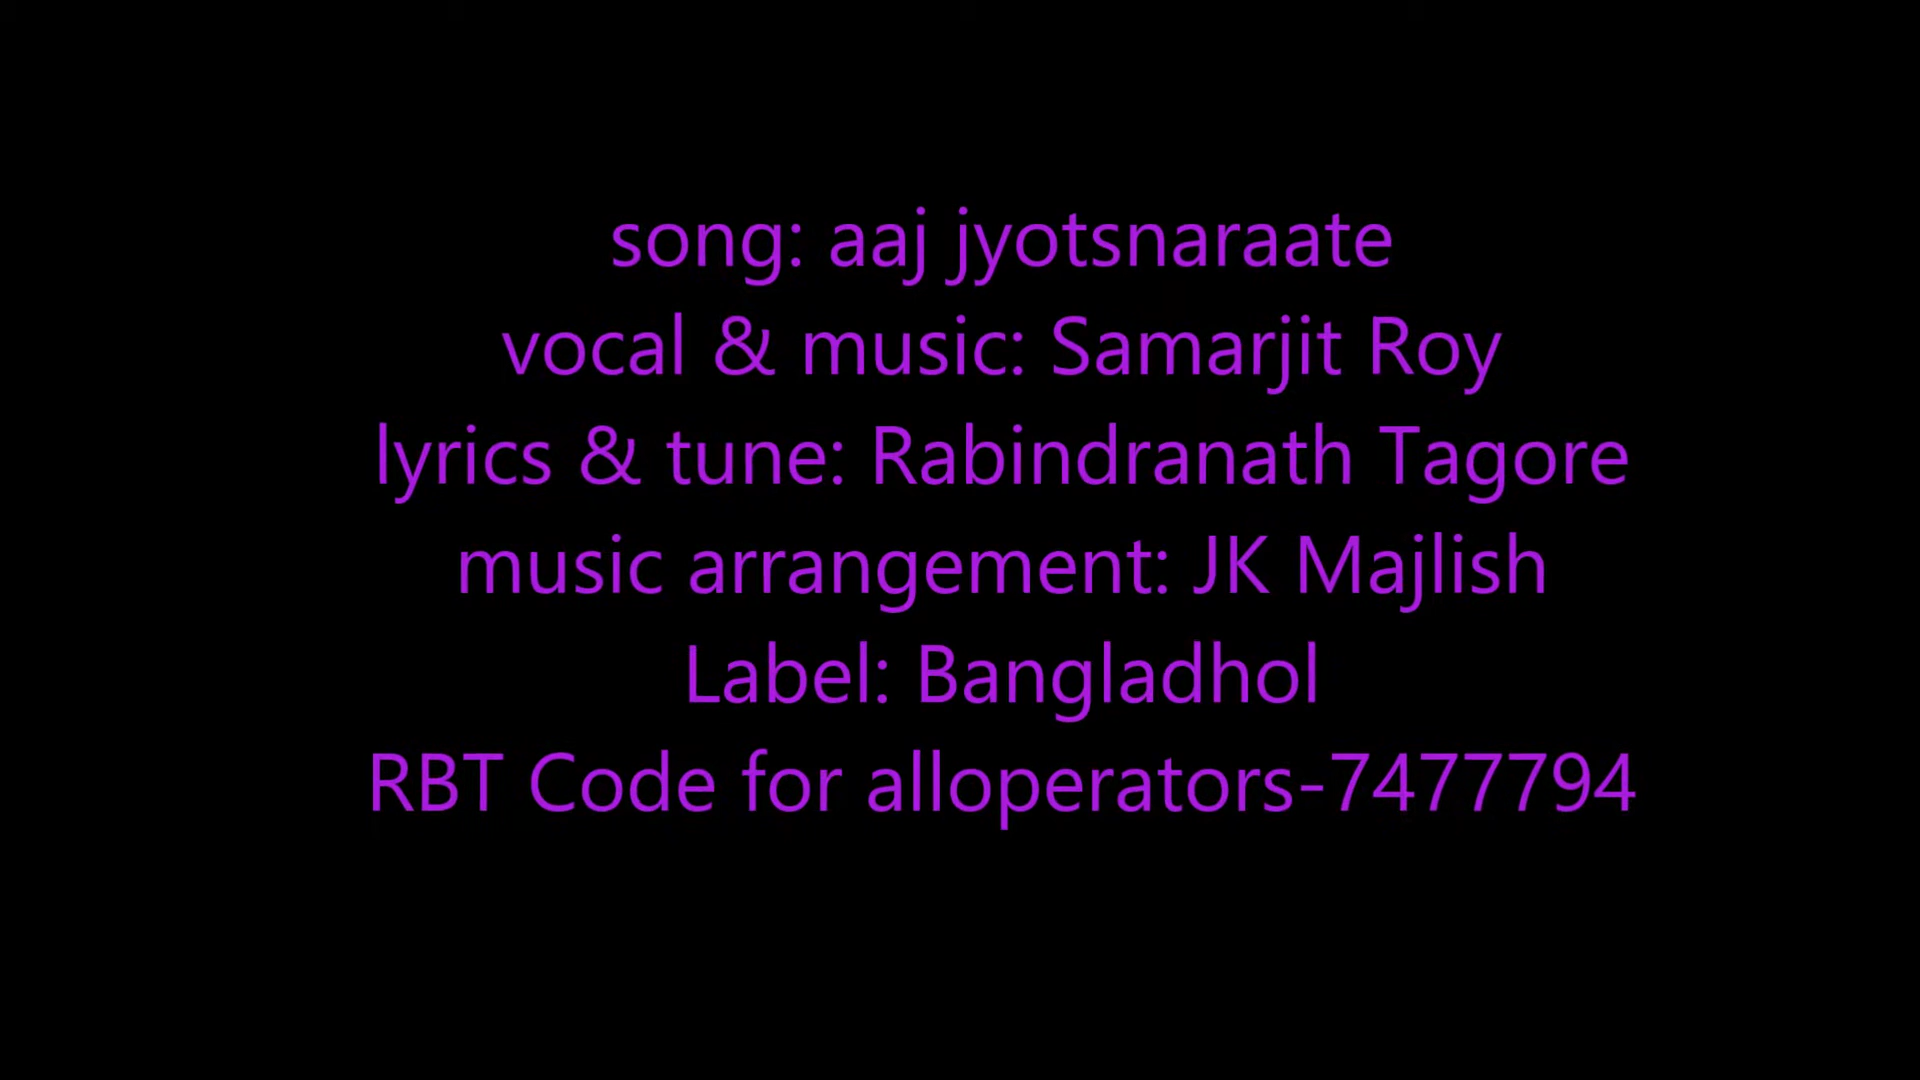 song: aaj jyotsnaraate
vocal & music: Samarjit Roy
lyrics & tune: Rabindranath Tagore
music arrangement: JK Majlish
Label: Bangladhol
RBT Code for alloperators-7477794